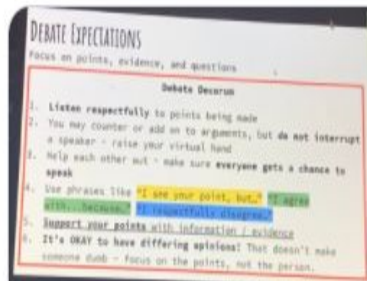 DEBATE EXPECTATIONS
Focus on points, evidence, and questions
Debate Decorum
1. Listen respectfully to points being made
2. You may counter or add on to arguments, but do not interrupt
a speaker - raise your virtual hand
3. Help each other out - make sure everyone gets a chance to
speak
4. Use phrases like "I see your point, but…" "I agree
with...because…" "I respectfully disagree…"
5. Support your points with information / evidence
6. It's OKAY to have differing opinions! That doesn't make
someone dumb - focus on the points, not the person.